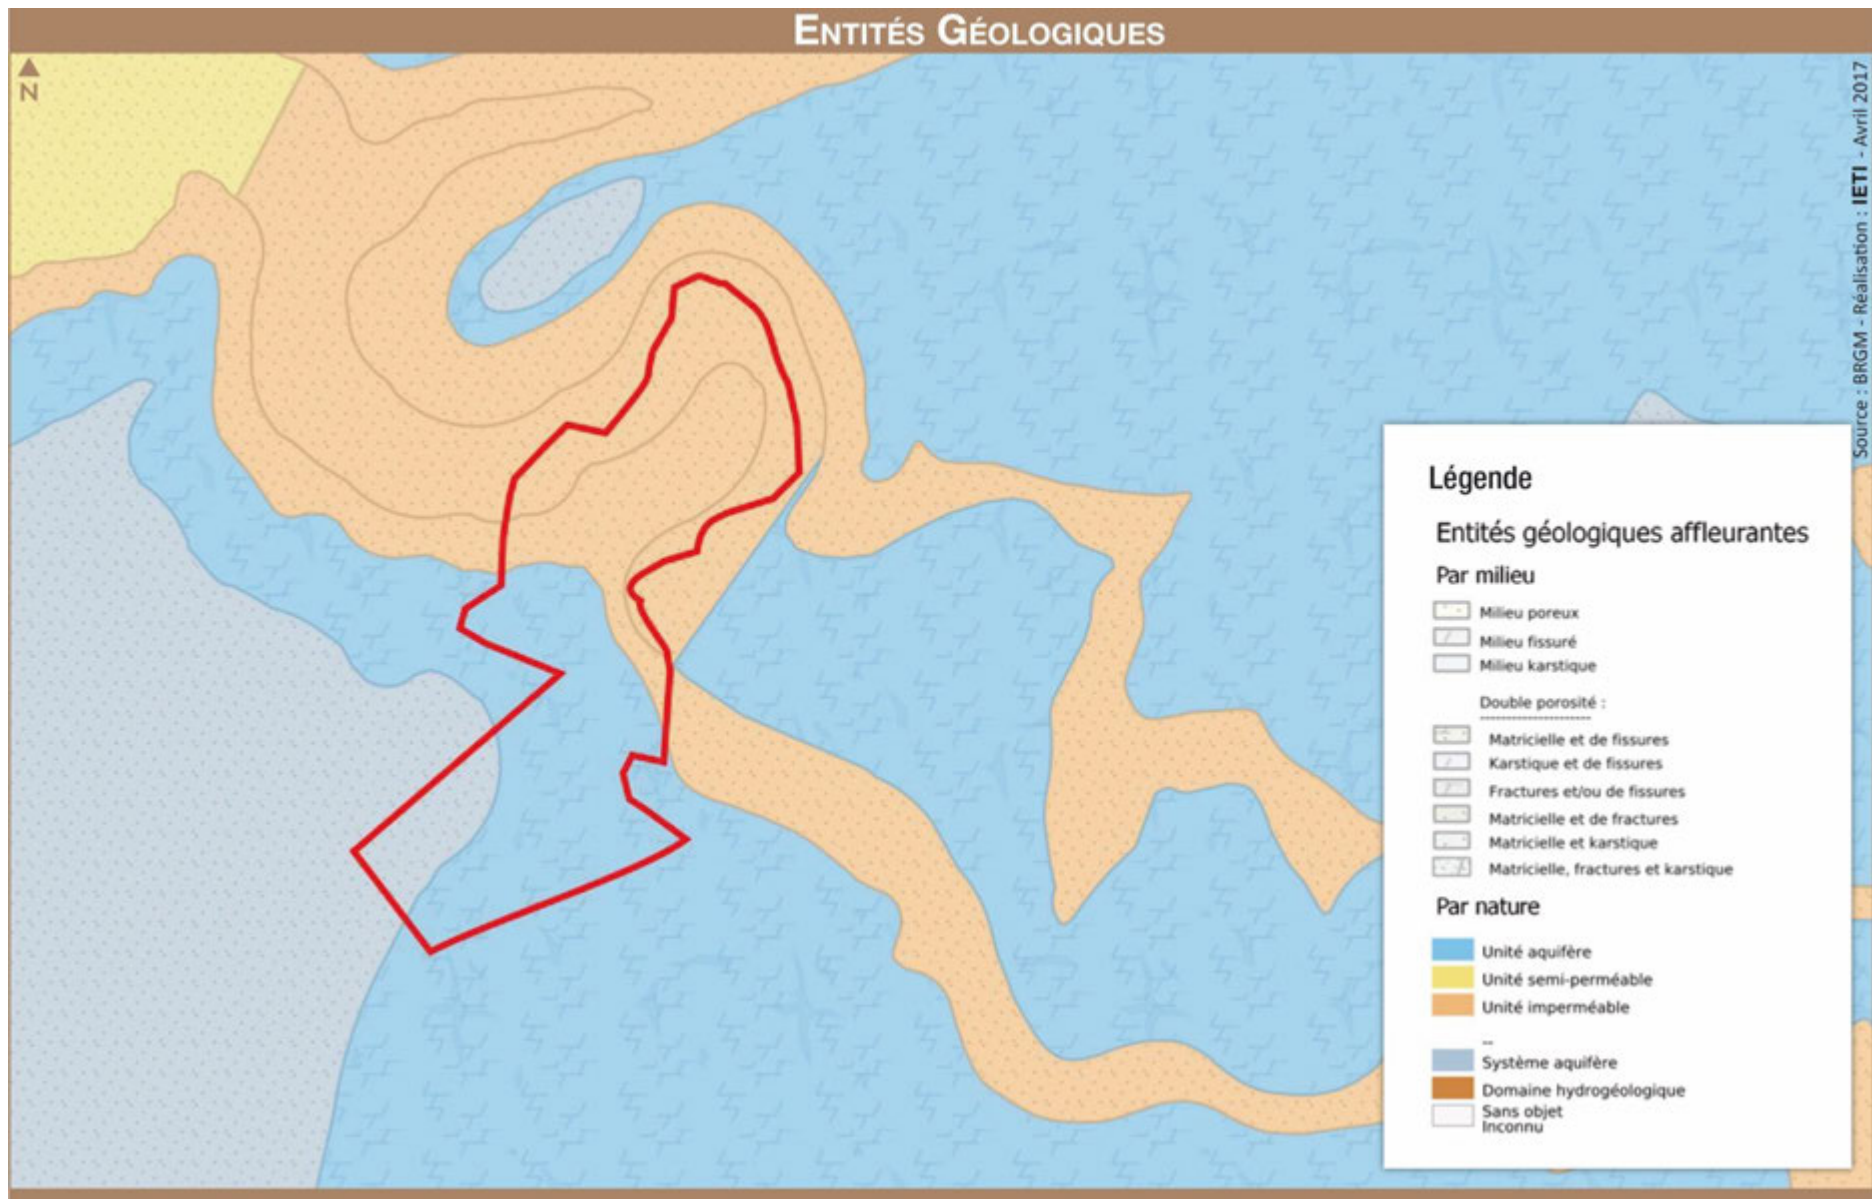 ENTITÉS GÉOLOGIQUES
N
Source : BRGM - Réalisation : IETI - Avril 2017
Légende
Entités géologiques affleurantes
Par milieu
Milieu poreux
Milieu fissuré
Milieu karstique
Double porosité :
---------------------
Matricielle et de fissures
Karstique et de fissures
Fractures et/ou de fissures
Matricielle et de fractures
Matricielle et karstique
Matricielle, fractures et karstique
Par nature
Unité aquifère
Unité semi-perméable
Unité imperméable
--
Système aquifère
Domaine hydrogéologique
Sans objet
Inconnu